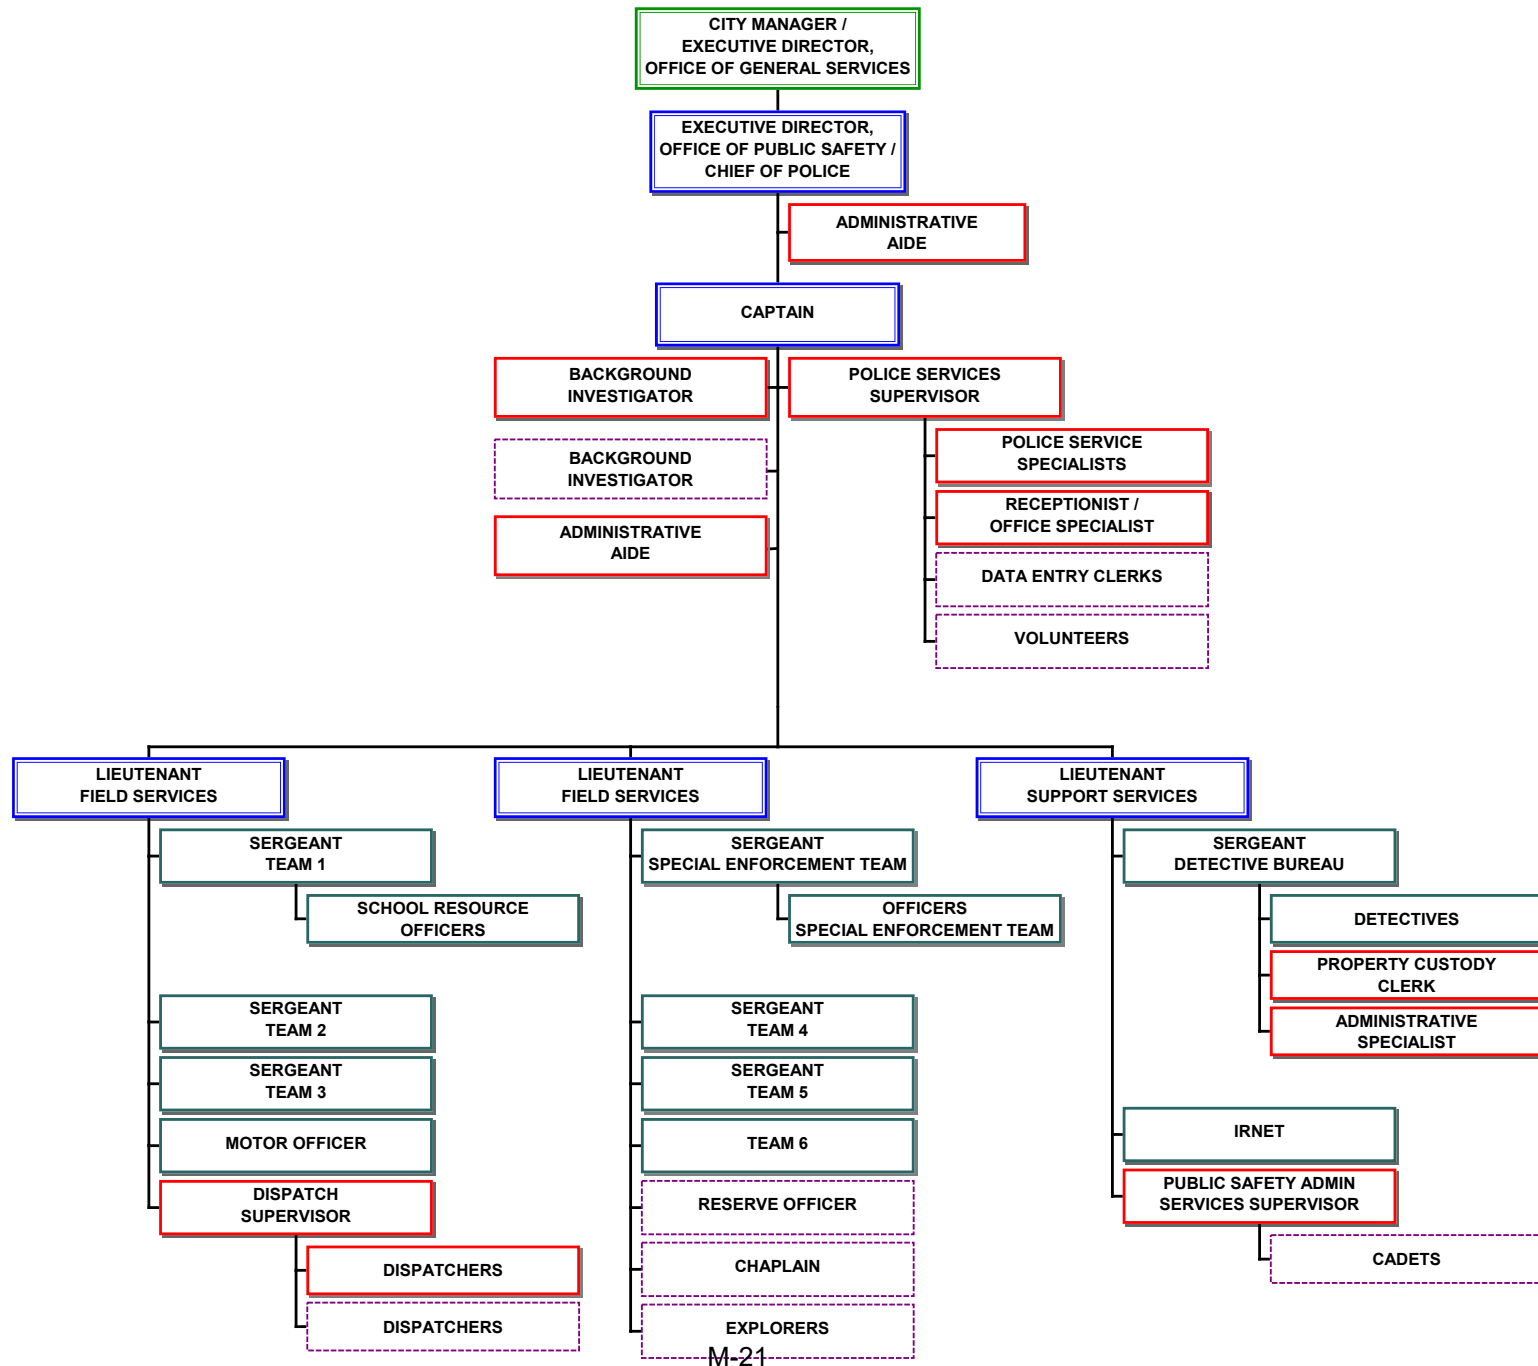 CITY MANAGER /
EXECUTIVE DIRECTOR,
OFFICE OF GENERAL SERVICES
EXECUTIVE DIRECTOR,
OFFICE OF PUBLIC SAFETY /
CHIEF OF POLICE
ADMINISTRATIVE
AIDE
CAPTAIN
BACKGROUND
INVESTIGATOR
BACKGROUND
INVESTIGATOR
ADMINISTRATIVE
AIDE
POLICE SERVICES
SUPERVISOR
POLICE SERVICE
SPECIALISTS
RECEPTIONIST /
OFFICE SPECIALIST
DATA ENTRY CLERKS
VOLUNTEERS
LIEUTENANT
FIELD SERVICES
SERGEANT
TEAM 1
SCHOOL RESOURCE
OFFICERS
SERGEANT
TEAM 2
SERGEANT
TEAM 3
MOTOR OFFICER
DISPATCH
SUPERVISOR
DISPATCHERS
DISPATCHERS
LIEUTENANT
FIELD SERVICES
SERGEANT
SPECIAL ENFORCEMENT TEAM
OFFICERS
SPECIAL ENFORCEMENT TEAM
SERGEANT
TEAM 4
SERGEANT
TEAM 5
TEAM 6
RESERVE OFFICER
CHAPLAIN
EXPLORERS
LIEUTENANT
SUPPORT SERVICES
SERGEANT
DETECTIVE BUREAU
DETECTIVES
PROPERTY CUSTODY
CLERK
ADMINISTRATIVE
SPECIALIST
IRNET
PUBLIC SAFETY ADMIN
SERVICES SUPERVISOR
CADETS
M-21